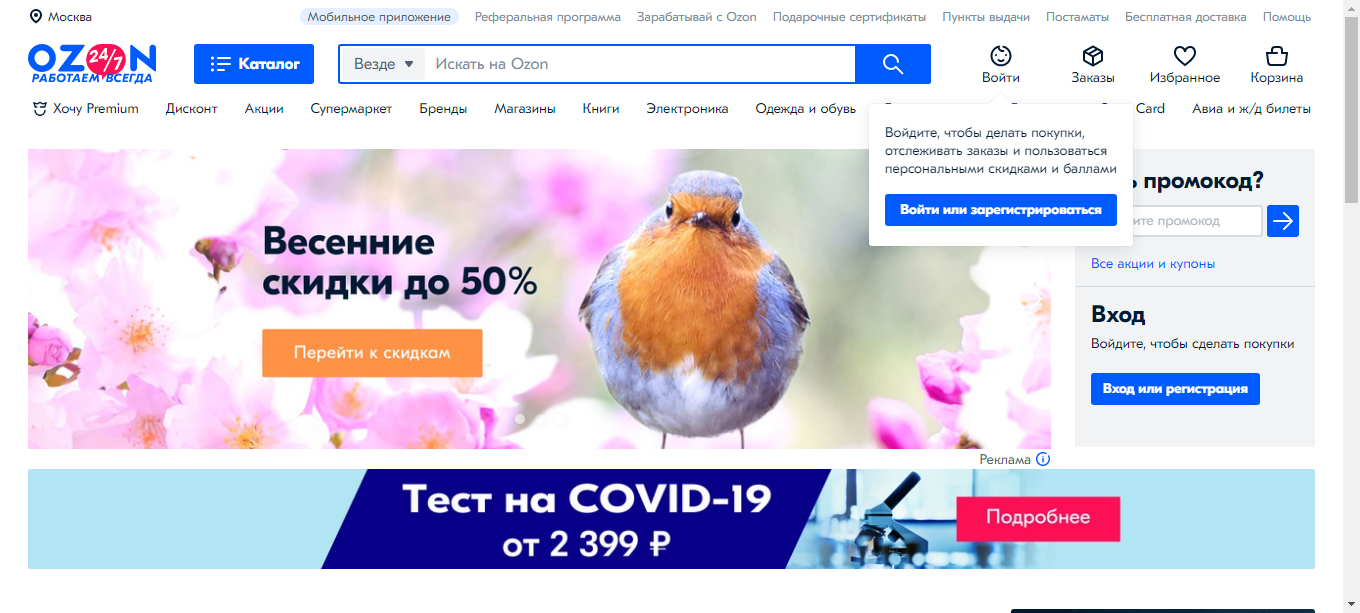 Москва
Мобильное приложение
Реферальная программа
Зарабатывай с Ozon
Подарочные сертификаты
Пункты выдачи
Постаматы
Бесплатная доставка
Помощь
OZON
24/7
РАБОТАЕМ ВСЕГДА
Каталог
Везде
Искать на Ozon
Войти
Заказы
Избранное
Корзина
Хочу Premium
Дисконт
Акции
Супермаркет
Бренды
Магазины
Книги
Электроника
Одежда и обувь
Card
Авиа и ж/д билеты
Войдите, чтобы делать покупки,
отслеживать заказы и пользоваться
персональными скидками и баллами
Войти или зарегистрироваться
Весенние
скидки до 50%
Перейти к скидкам
промокод?
промокод
Все акции и купоны
Вход
Войдите, чтобы сделать покупки
Вход или регистрация
Реклама
Тест на COVID-19
от 2 399 ₽
Подробнее